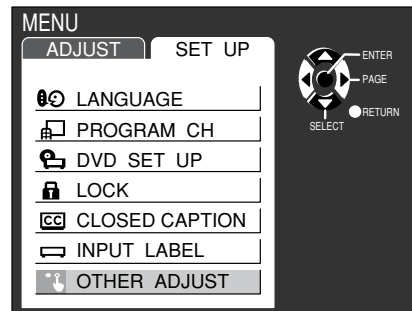 MENU
ADJUST SET UP
LANGUAGE
PROGRAM CH
DVD SET UP
LOCK
CC CLOSED CAPTION
INPUT LABEL
OTHER ADJUST
ENTER
PAGE
RETURN
SELECT